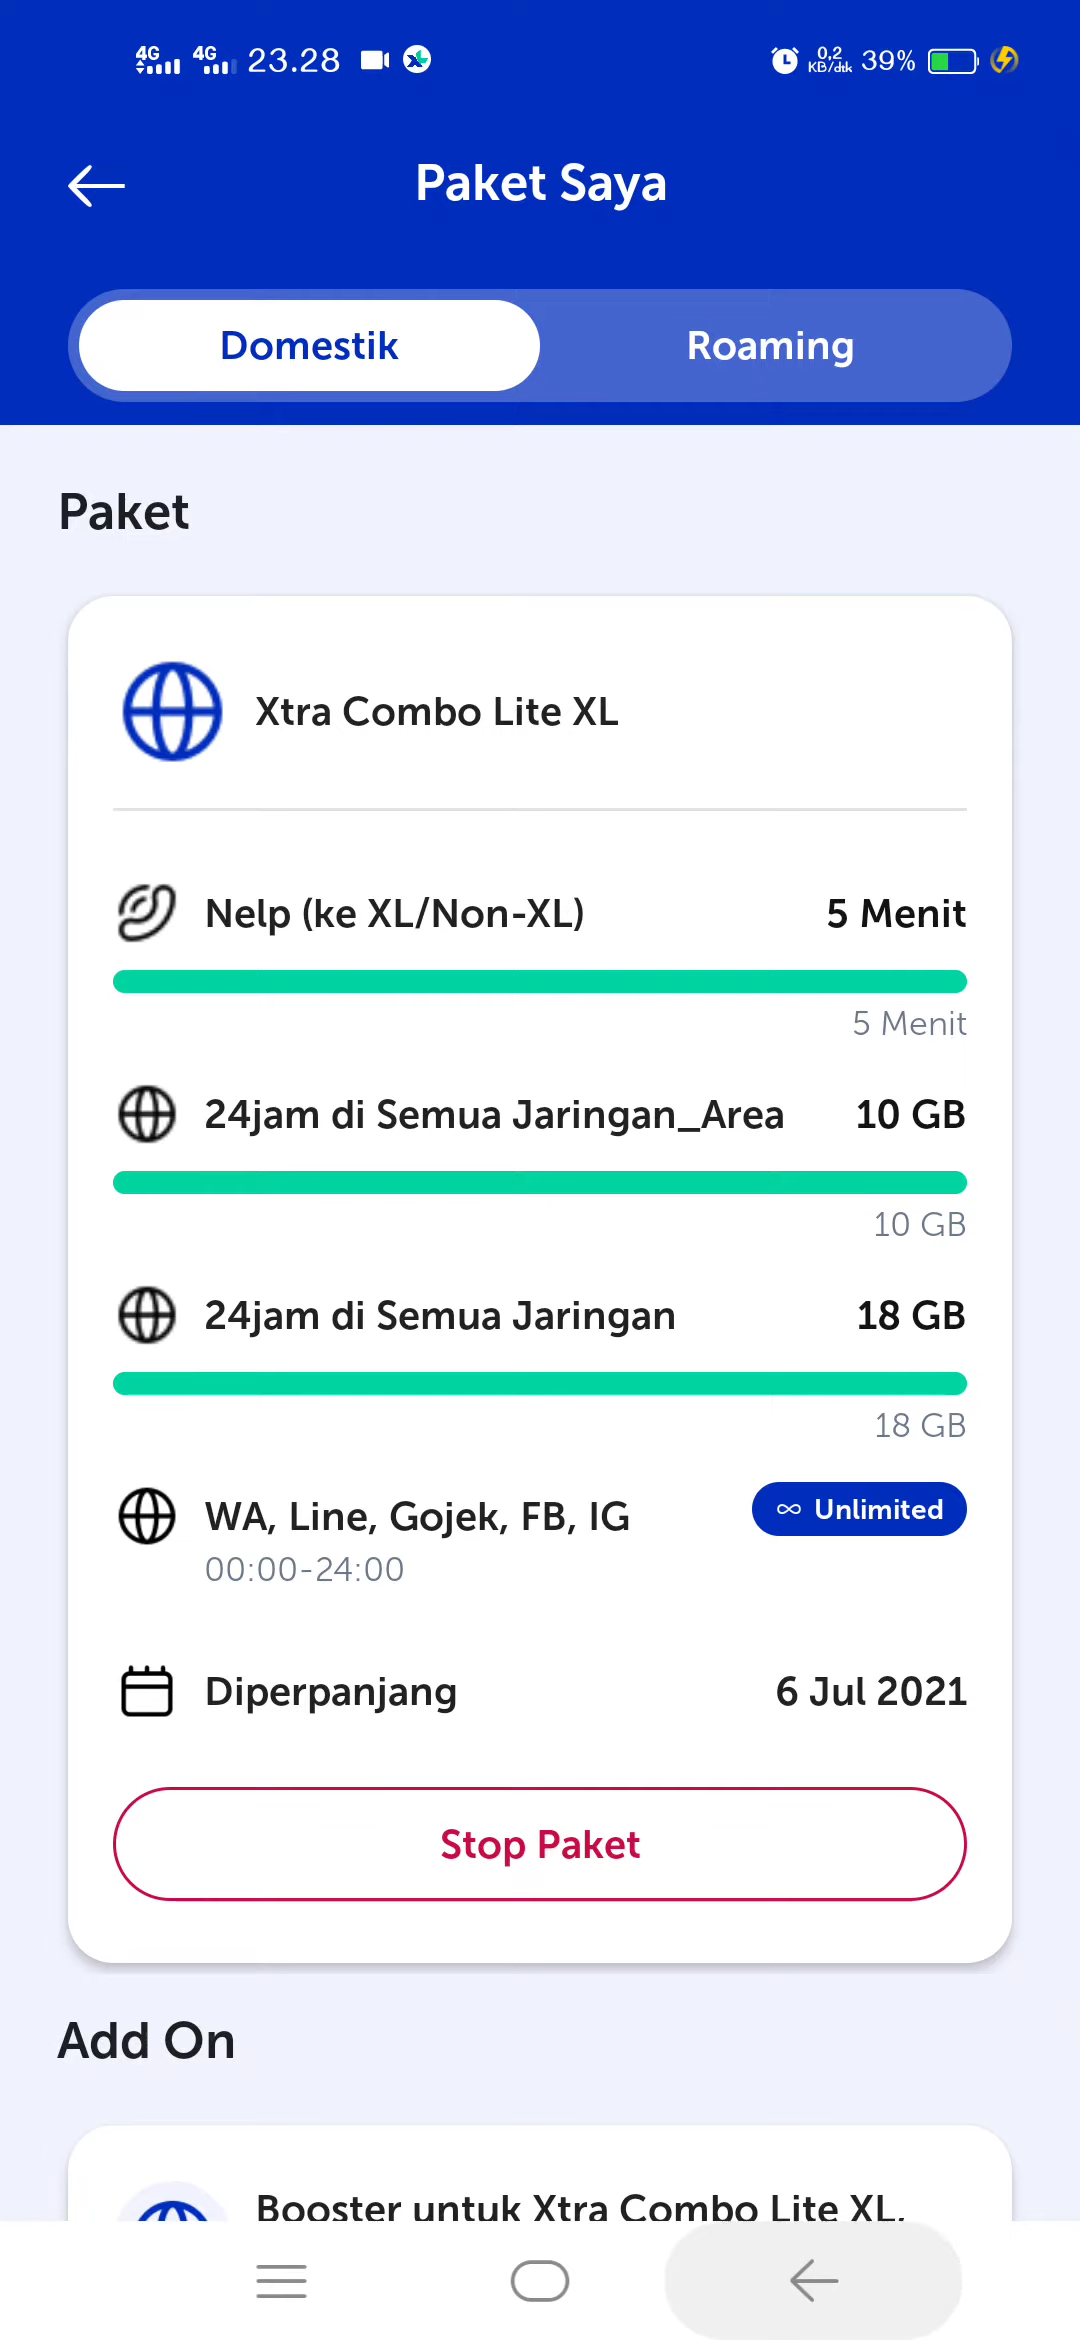 4G 4G 23.28 0,2 KB/dtk 39%
Paket Saya
Domestik Roaming
Paket
Xtra Combo Lite XL
Nelp (ke XL/Non-XL) 5 Menit
5 Menit
24jam di Semua Jaringan_Area 10 GB
10 GB
24jam di Semua Jaringan 18 GB
18 GB
WA, Line, Gojek, FB, IG ∞ Unlimited
00:00-24:00
Diperpanjang 6 Jul 2021
Stop Paket
Add On
Booster untuk Xtra Combo Lite XL,